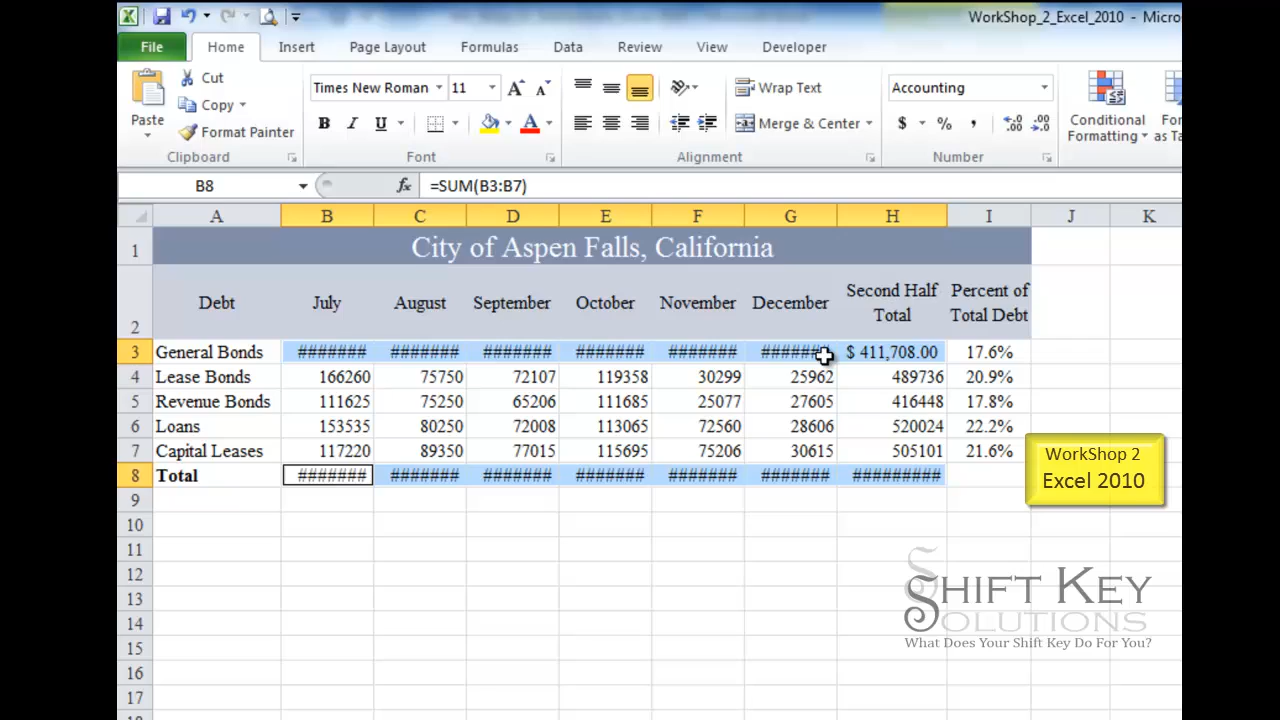 WorkShop_2_Excel_2010 - Micros
File Home Insert Page Layout Formulas Data Review View Developer
Cut
Copy
Format Painter
Paste
Times New Roman 11
B I U
Wrap Text
Merge & Center
Accounting
$ % ,
Conditional
Formatting
For
as Ta
Clipboard Font Alignment Number
B8 fx =SUM(B3:B7)
A B C D E F G H I J K
1 City of Aspen Falls, California
2 Debt July August September October November December Second Half Total Percent of Total Debt
3 General Bonds ####### ####### ####### ####### ####### ###### $ 411,708.00 17.6%
4 Lease Bonds 166260 75750 72107 119358 30299 25962 489736 20.9%
5 Revenue Bonds 111625 75250 65206 111685 25077 27605 416448 17.8%
6 Loans 153535 80250 72008 113065 72560 28606 520024 22.2%
7 Capital Leases 117220 89350 77015 115695 75206 30615 505101 21.6%
8 Total ####### ####### ####### ####### ####### ####### #########
9
10
11
12
13
14
15
16
17
WorkShop 2
Excel 2010
Shift Key
Solutions
What Does Your Shift Key Do For You?